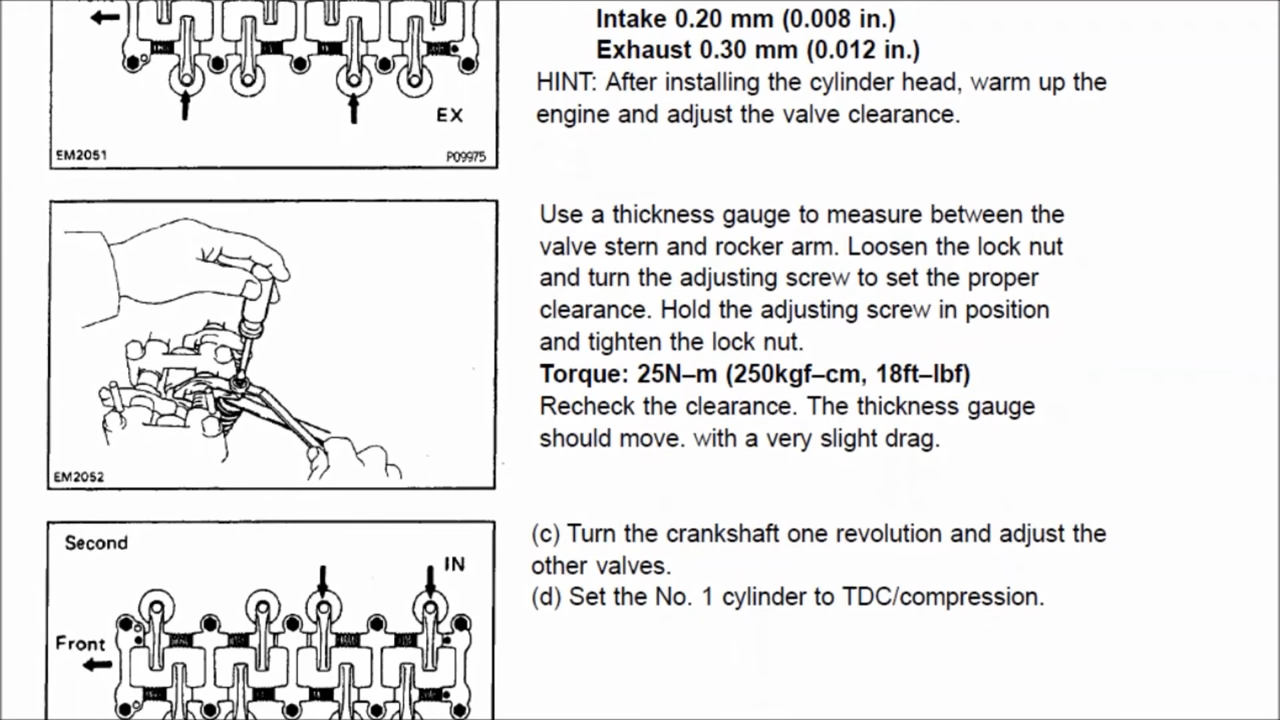 Intake 0.20 mm (0.008 in.)
Exhaust 0.30 mm (0.012 in.)
HINT: After installing the cylinder head, warm up the
engine and adjust the valve clearance.
EX
EM2051
P09975
Use a thickness gauge to measure between the
valve stern and rocker arm. Loosen the lock nut
and turn the adjusting screw to set the proper
clearance. Hold the adjusting screw in position
and tighten the lock nut.
Torque: 25N–m (250kgf–cm, 18ft–lbf)
Recheck the clearance. The thickness gauge
should move. with a very slight drag.
EM2052
Second
IN
Front
(c) Turn the crankshaft one revolution and adjust the
other valves.
(d) Set the No. 1 cylinder to TDC/compression.